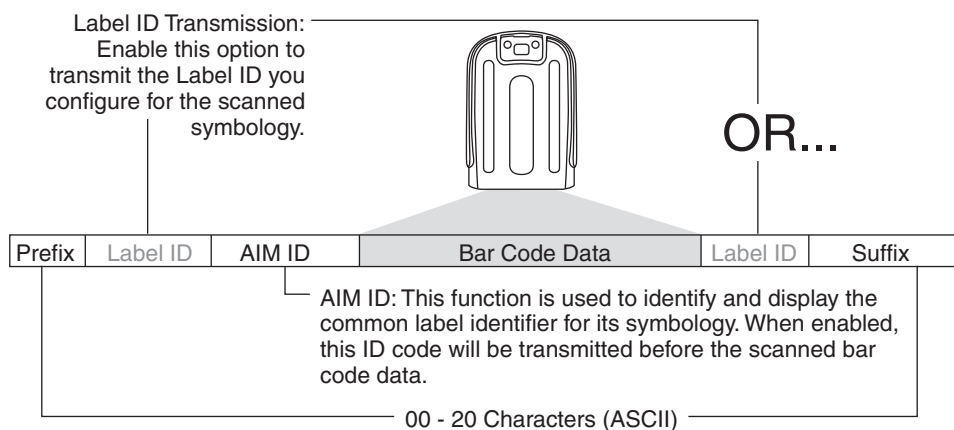 Label ID Transmission:
Enable this option to
transmit the Label ID you
configure for the scanned
symbology.
OR...
Prefix Label ID AIM ID Bar Code Data Label ID Suffix
AIM ID: This function is used to identify and display the
common label identifier for its symbology. When enabled,
this ID code will be transmitted before the scanned bar
code data.
00 - 20 Characters (ASCII)